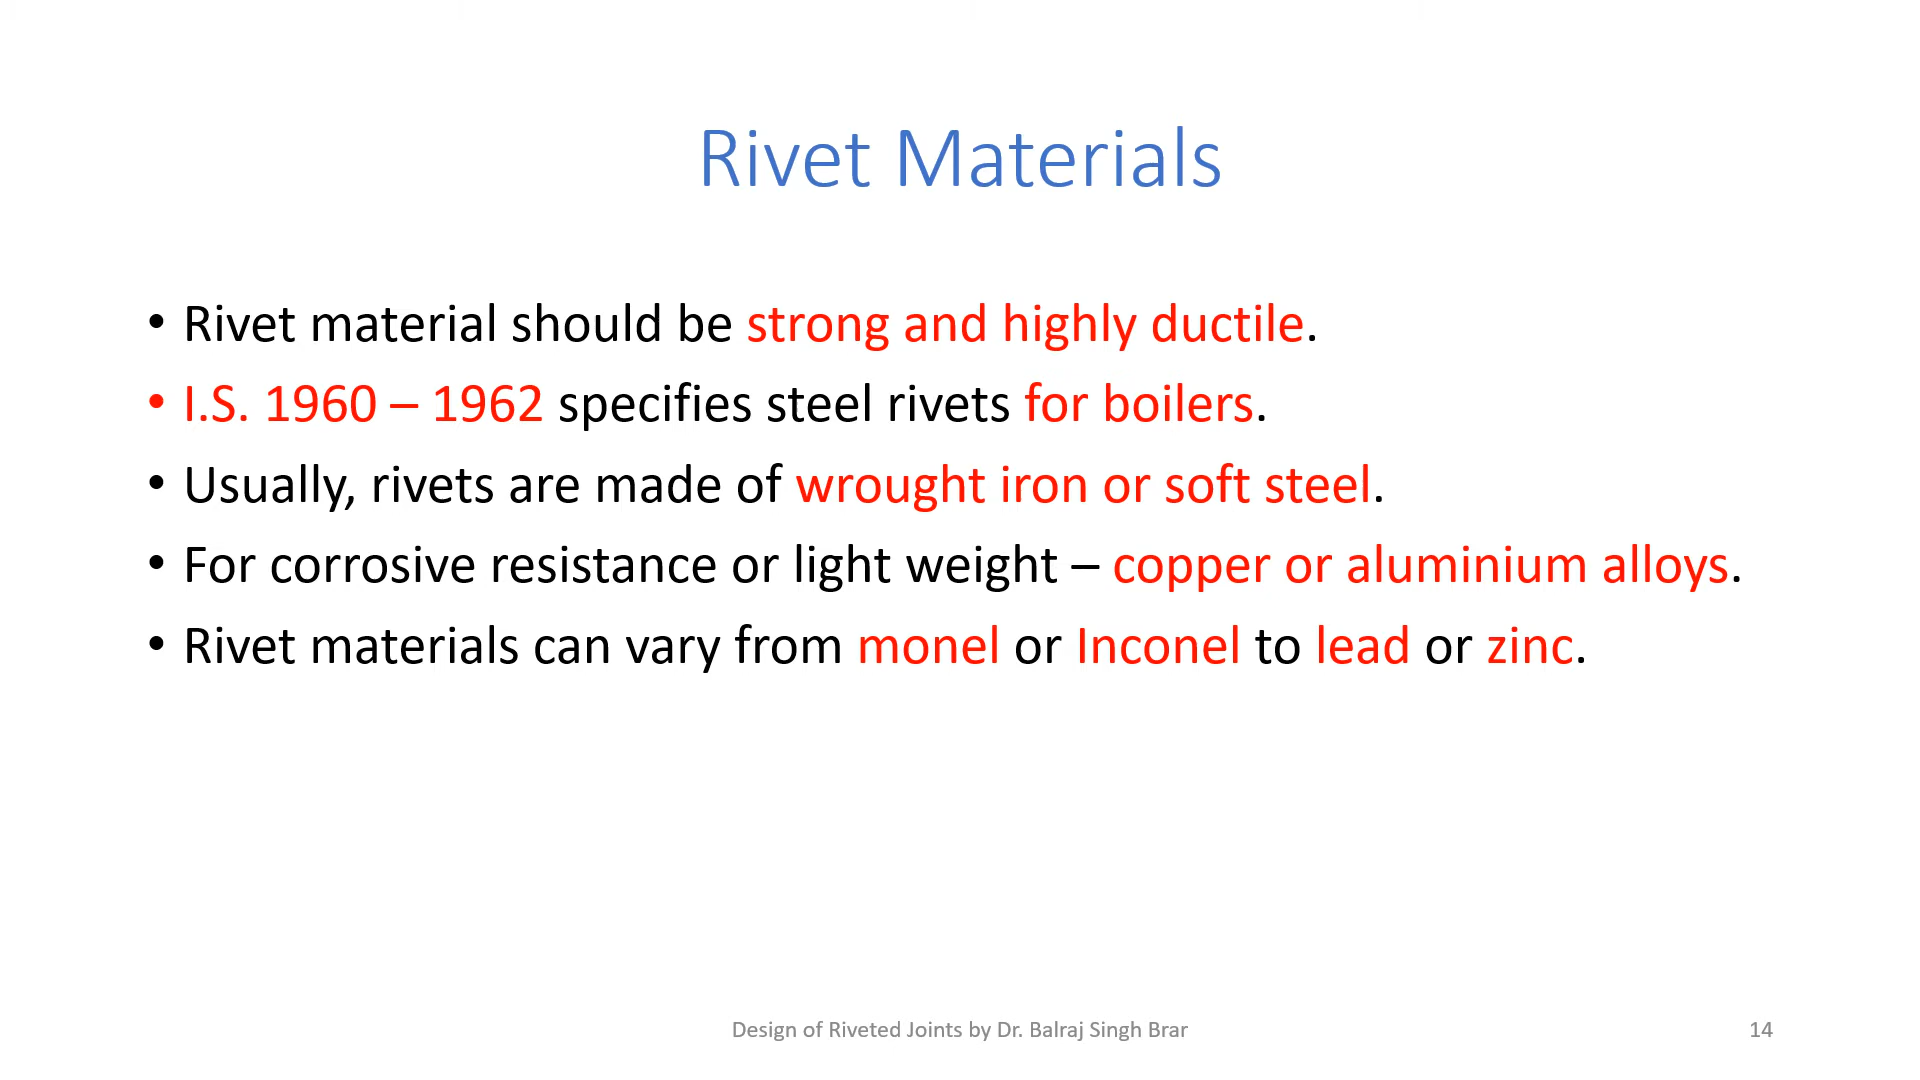 Rivet Materials
• Rivet material should be strong and highly ductile.
• I.S. 1960 – 1962 specifies steel rivets for boilers.
• Usually, rivets are made of wrought iron or soft steel.
• For corrosive resistance or light weight – copper or aluminium alloys.
• Rivet materials can vary from monel or Inconel to lead or zinc.
Design of Riveted Joints by Dr. Balraj Singh Brar
14